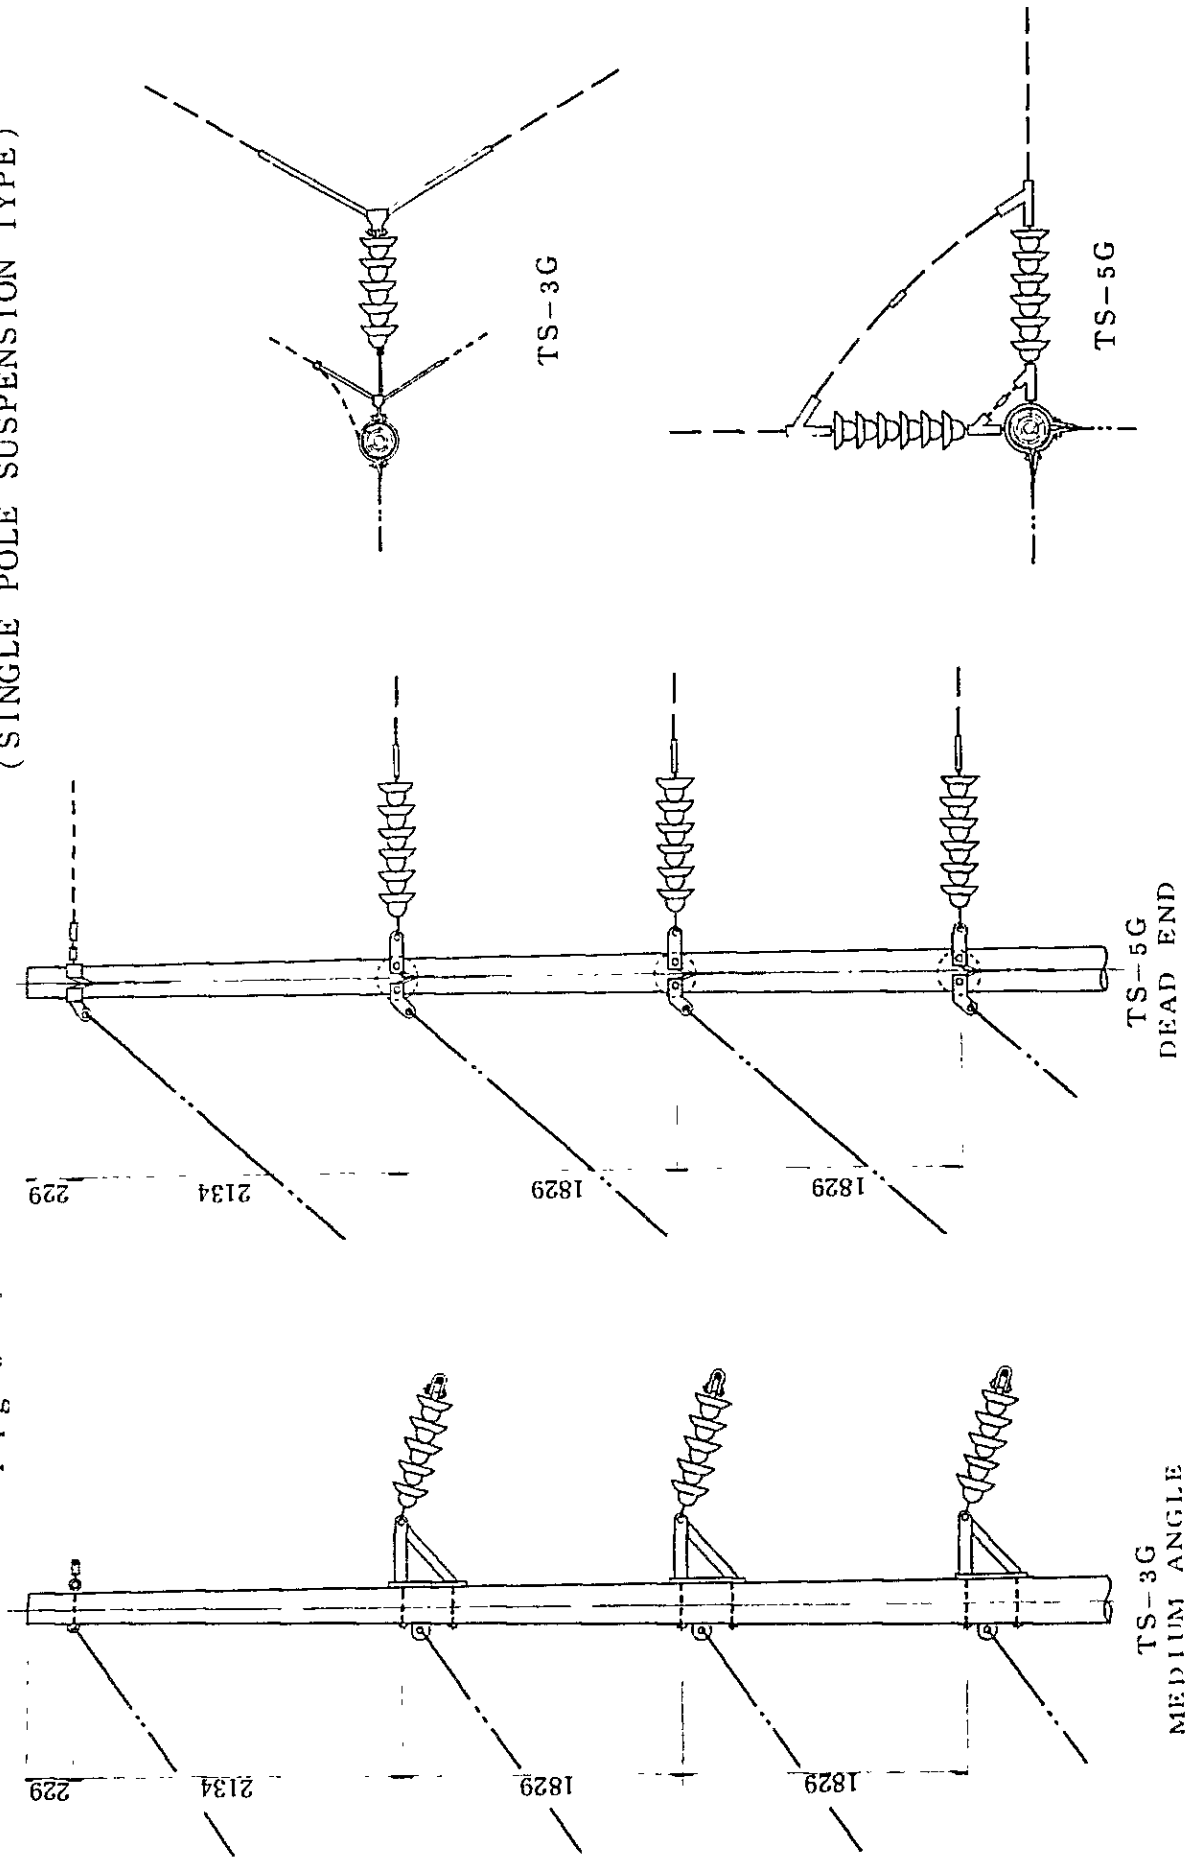 (SINGLE POLE SUSPENSION TYPE)
TS-3G
TS-5G
229
2134
1829
1829
TS-5G
DEAD END
229
2134
1829
1829
TS-3G
MEDIUM ANGLE